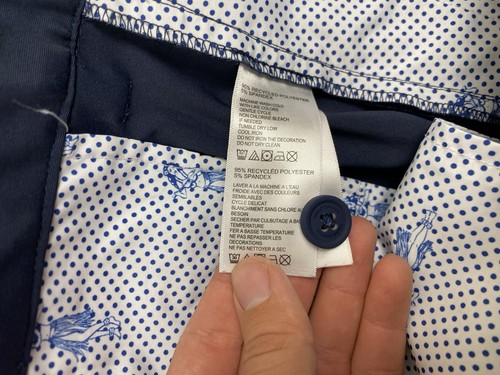 95% RECYCLED POLYESTER
5% SPANDEX
MACHINE WASH COLD
WITH LIKE COLORS
GENTLE CYCLE
NON CHLORINE BLEACH
IF NEEDED
TUMBLE DRY LOW
COOL IRON
DO NOT IRON THE DECORATION
DO NOT DRY CLEAN
95% RECYCLED POLYESTER
5% SPANDEX
LAVER A LA MACHINE A L'EAU
FROIDE AVEC DES COULEURS
SEMBLABLES
CYCLE DELICAT
BLANCHIMENT SANS CHLORE
BESOIN
SECHER PAR CULBUTAGE A
TEMPERATURE
FER A BASSE TEMPERATURE
NE PAS REPASSER LES
DECORATIONS
NE PAS NETTOYER A SEC